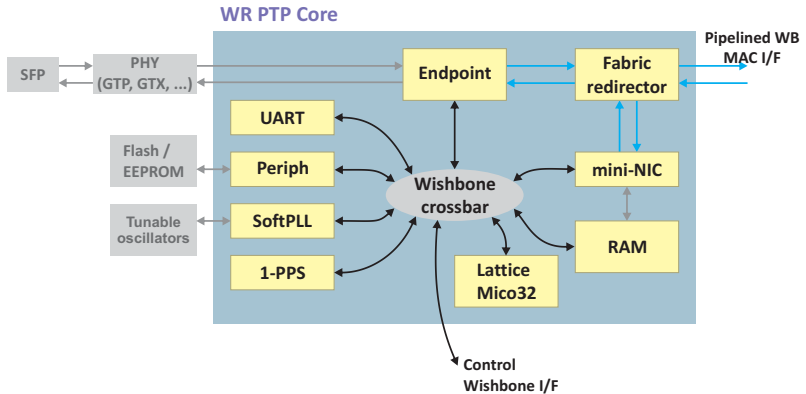 WR PTP Core
Pipelined WB
MAC I/F
SFP
PHY
(GTP, GTX, ...)
Endpoint
Fabric
redirector
UART
Flash /
EEPROM
Periph
Wishbone
crossbar
mini-NIC
Tunable
oscillators
SoftPLL
RAM
1-PPS
Lattice
Mico32
Control
Wishbone I/F